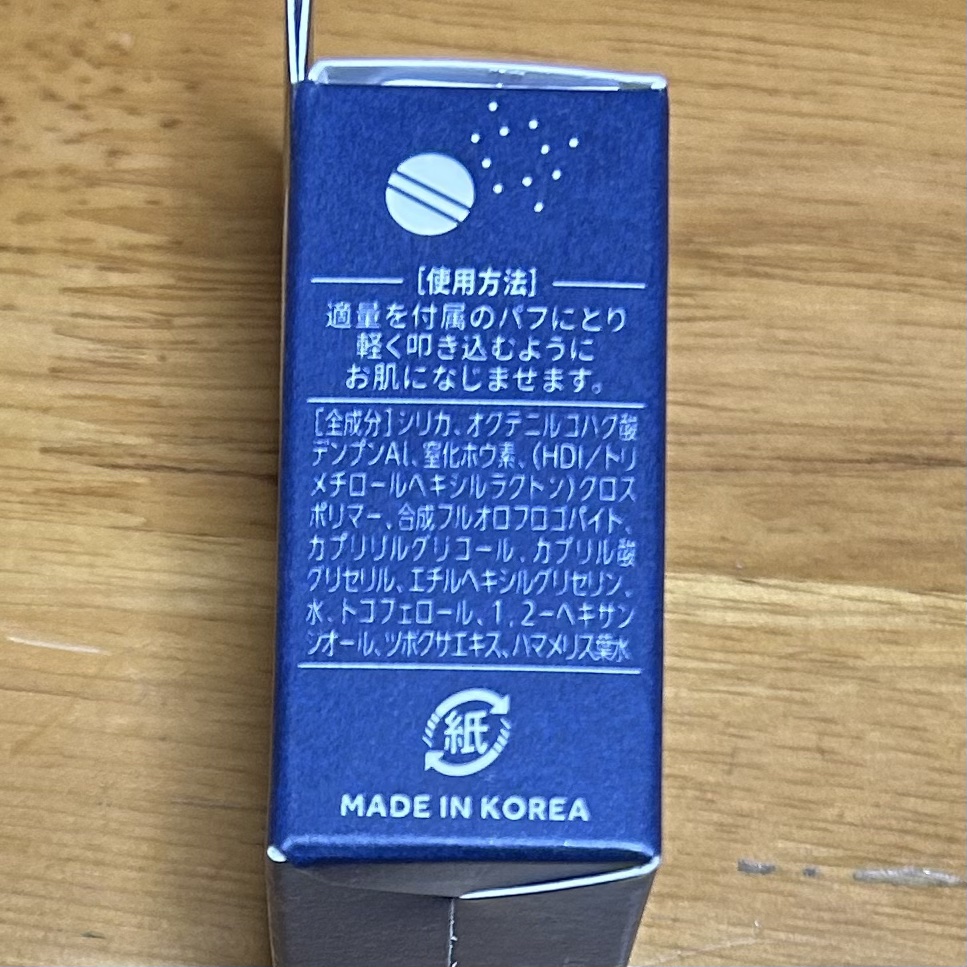 [使用方法]
適量を付属のパフにとり
軽く叩き込むように
お肌になじませます。
[全成分]シリカ、オクテニルコハク酸
デンプンAl、窒化ホウ素、(HDI/トリ
メチロールヘキシルラクトン)クロス
ポリマー、合成フルオロフロゴパイト、
カプリリルグリコール、カプリル酸
グリセリル、エチルヘキシルグリセリン、
水、トコフェロール、1,2-ヘキサン
ジオール、ツボクサエキス、ハマメリス葉水
紙
MADE IN KOREA